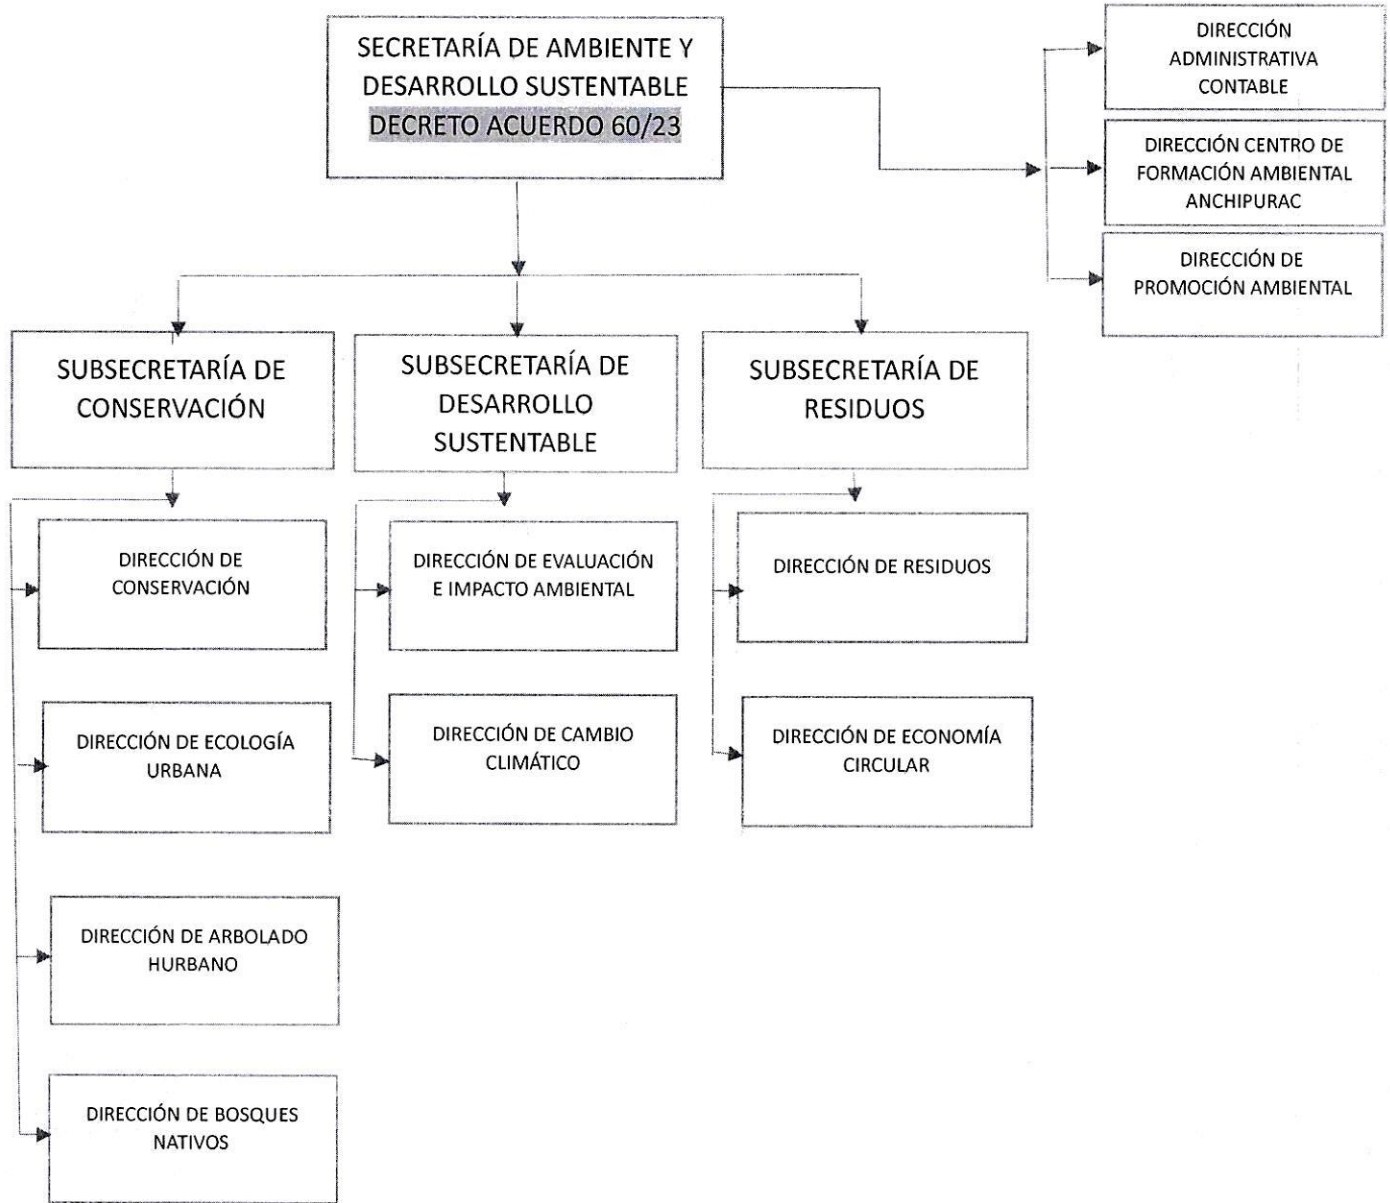 SECRETARÍA DE AMBIENTE Y
DESARROLLO SUSTENTABLE
DECRETO ACUERDO 60/23
DIRECCIÓN
ADMINISTRATIVA
CONTABLE
DIRECCIÓN CENTRO DE
FORMACIÓN AMBIENTAL
ANCHIPURAC
DIRECCIÓN DE
PROMOCIÓN AMBIENTAL
SUBSECRETARÍA DE
CONSERVACIÓN
SUBSECRETARÍA DE
DESARROLLO
SUSTENTABLE
SUBSECRETARÍA DE
RESIDUOS
DIRECCIÓN DE
CONSERVACIÓN
DIRECCIÓN DE ECOLOGÍA
URBANA
DIRECCIÓN DE ARBOLADO
HURBANO
DIRECCIÓN DE BOSQUES
NATIVOS
DIRECCIÓN DE EVALUACIÓN
E IMPACTO AMBIENTAL
DIRECCIÓN DE CAMBIO
CLIMÁTICO
DIRECCIÓN DE RESIDUOS
DIRECCIÓN DE ECONOMÍA
CIRCULAR